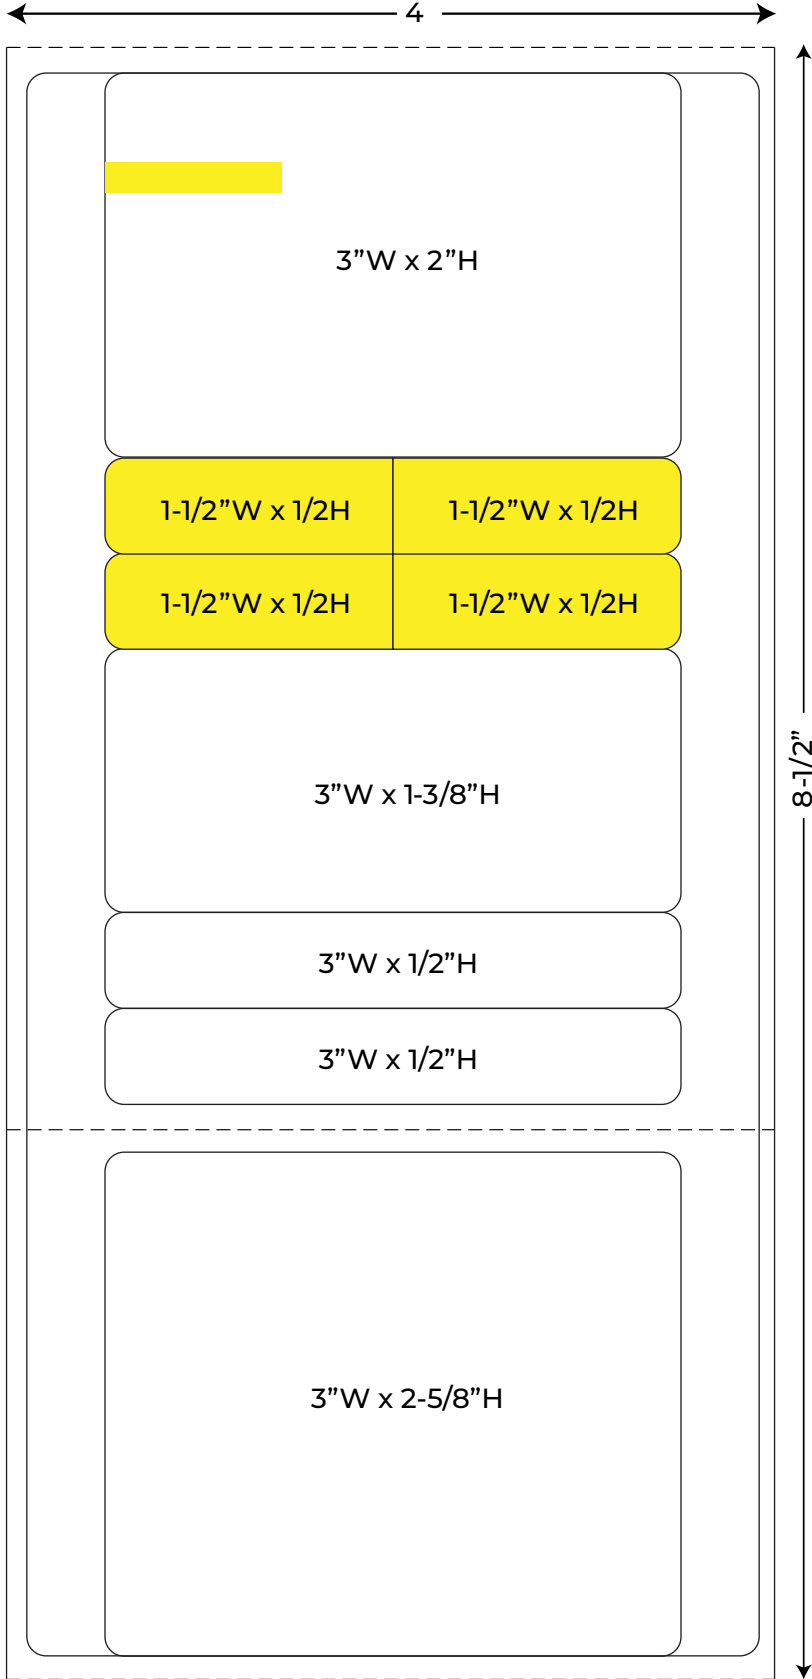 4
3”W x 2”H
1-1/2”W x 1/2H 1-1/2”W x 1/2H
1-1/2”W x 1/2H 1-1/2”W x 1/2H
8-1/2”
3”W x 1-3/8”H
3”W x 1/2”H
3”W x 1/2”H
3”W x 2-5/8”H